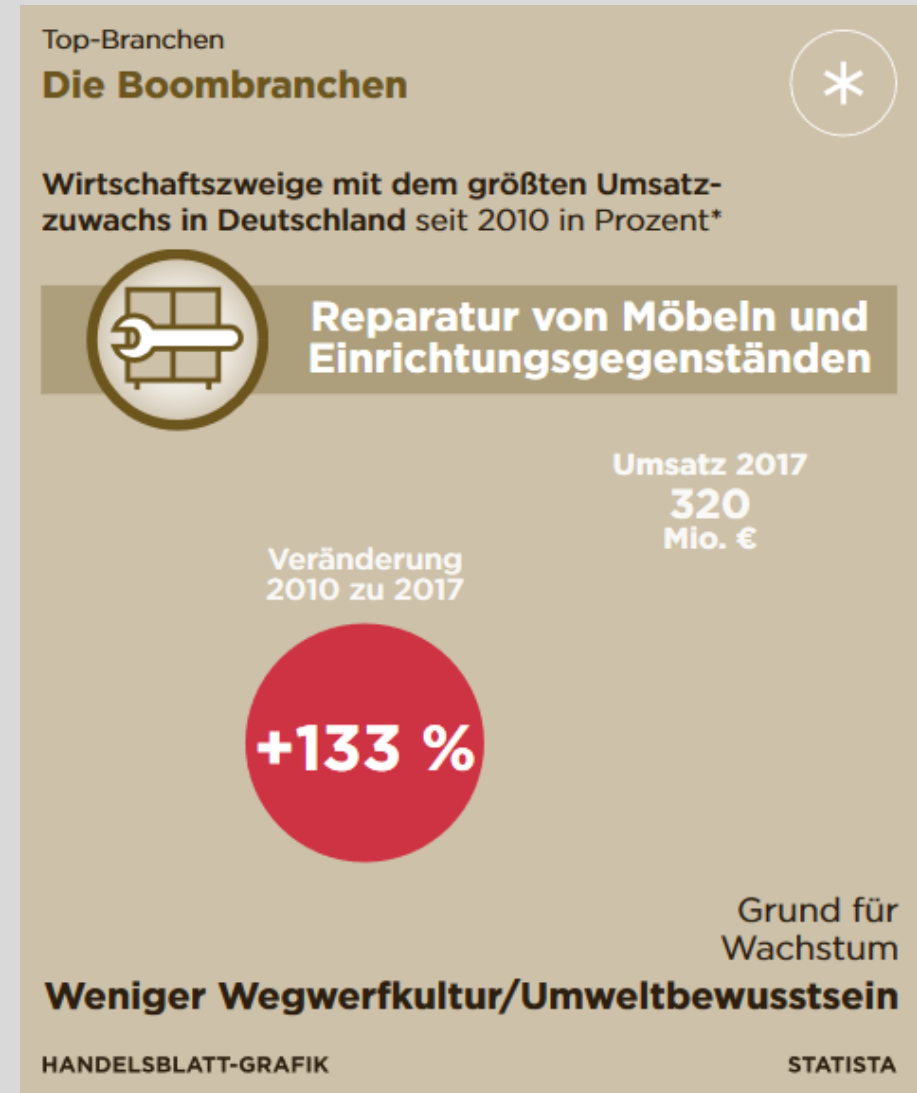 Top-Branchen
Die Boombranchen
*
Wirtschaftszweige mit dem größten Umsatz-
zuwachs in Deutschland seit 2010 in Prozent*
Reparatur von Möbeln und
Einrichtungsgegenständen
Umsatz 2017
320
Mio. €
Veränderung
2010 zu 2017
+133 %
Grund für
Wachstum
Weniger Wegwerfkultur/Umweltbewusstsein
HANDELSBLATT-GRAFIK
STATISTA